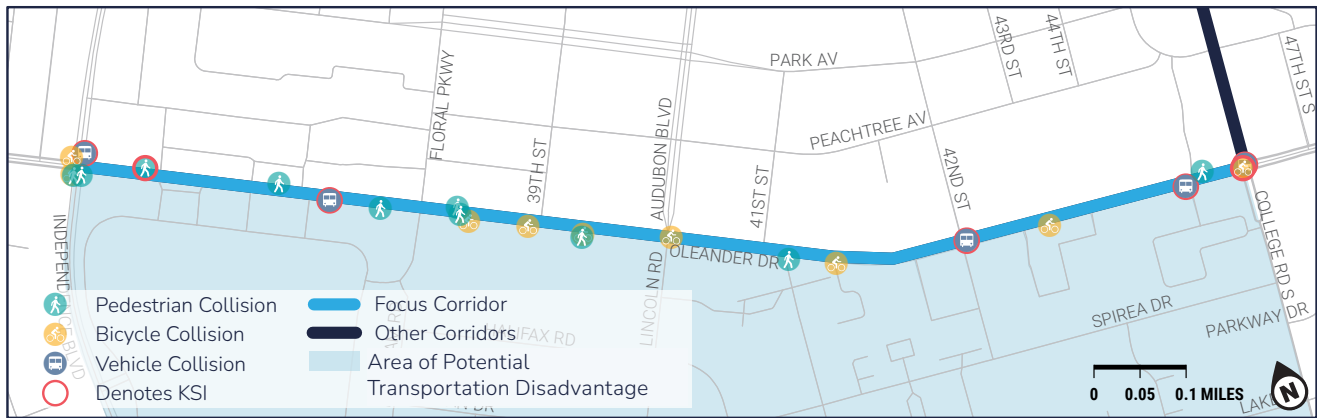 PARK AV
43RD ST
44TH ST
47TH ST S
FLORAL PKWY
39TH ST
AUDUBON BLVD
41ST ST
PEACHTREE AV
42ND ST
OLEANDER DR
LINCOLN RD
COLLEGE RD S
SPIREA DR
PARKWAY DR
HALIFAX RD
BLVD
DR
LAKE
Pedestrian Collision
Bicycle Collision
Vehicle Collision
Denotes KSI
Focus Corridor
Other Corridors
Area of Potential
Transportation Disadvantage
0 0.05 0.1 MILES
N